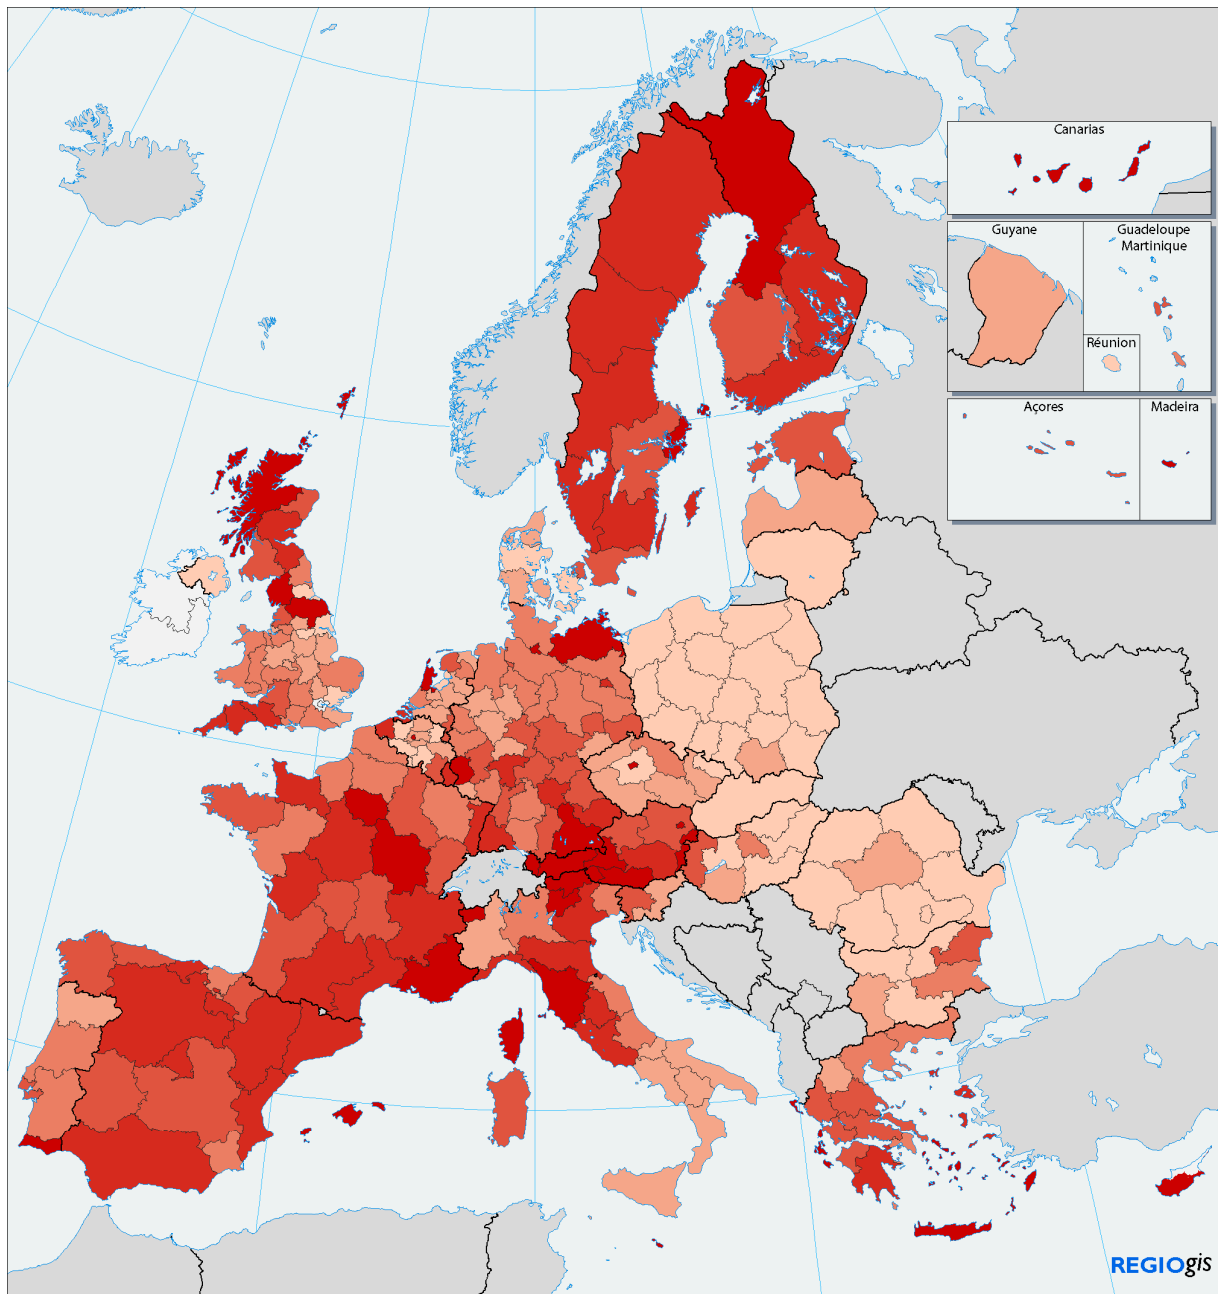 Canarias
Guyane
Guadeloupe
Martinique
Réunion
Açores
Madeira
REGIOgis